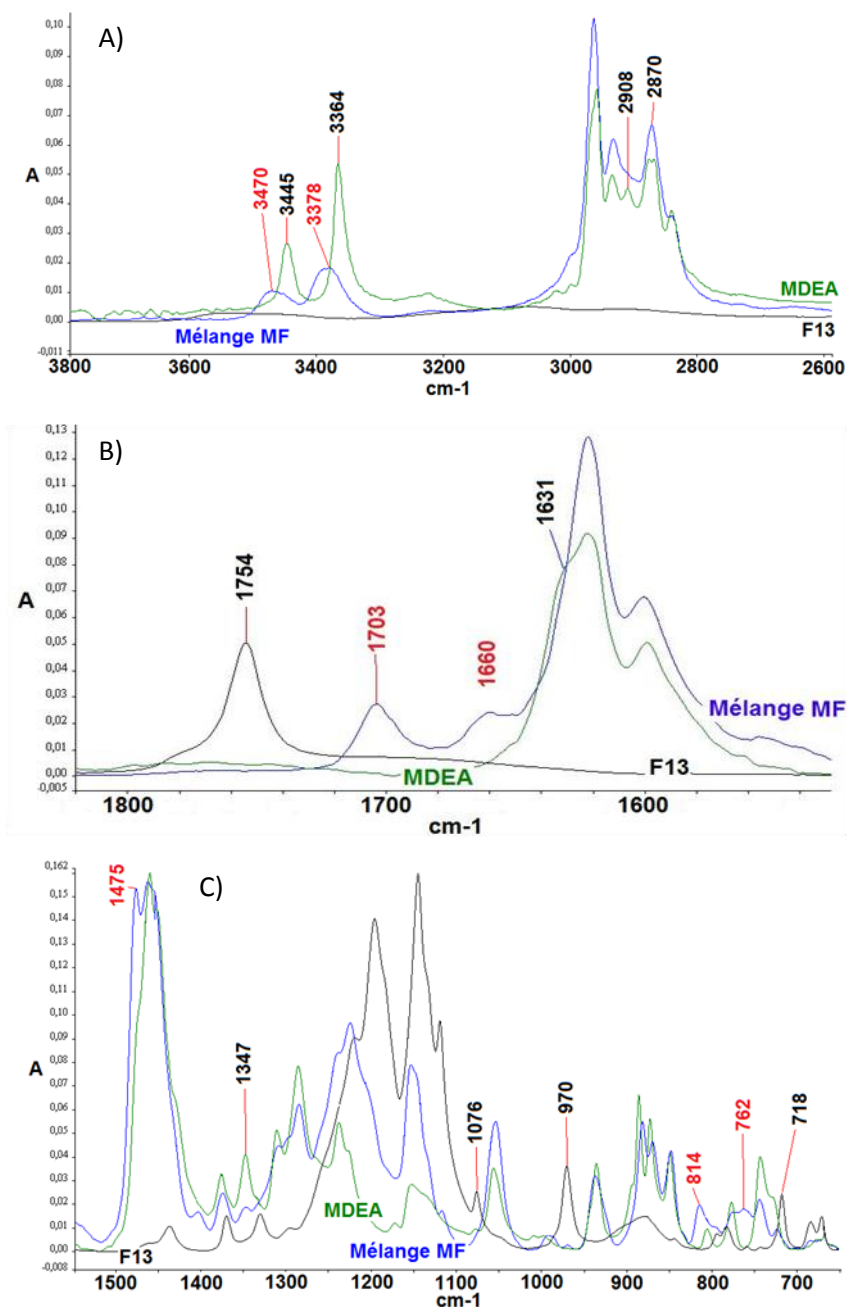 A)
0,10
0,09
0,08
0,07
0,06
0,05
0,04
0,03
0,02
0,01
0,00
-0,011
A
3470
3445
3378
3364
2908
2870
MDEA
Mélange MF
F13
3800 3600 3400 3200 3000 2800 2600
cm-1
B)
0,13
0,12
0,11
0,10
0,09
0,08
0,07
0,06
0,05
0,04
0,03
0,02
0,01
0,00
-0,005
A
1754
1703
1660
1631
Mélange MF
MDEA
F13
1800 1700 1600
cm-1
C)
0,162
0,15
0,14
0,13
0,12
0,11
0,10
0,09
0,08
0,07
0,06
0,05
0,04
0,03
0,02
0,01
0,00
-0,008
A
1475
1347
1076
970
814
762
718
MDEA
F13
Mélange MF
1500 1400 1300 1200 1100 1000 900 800 700
cm-1